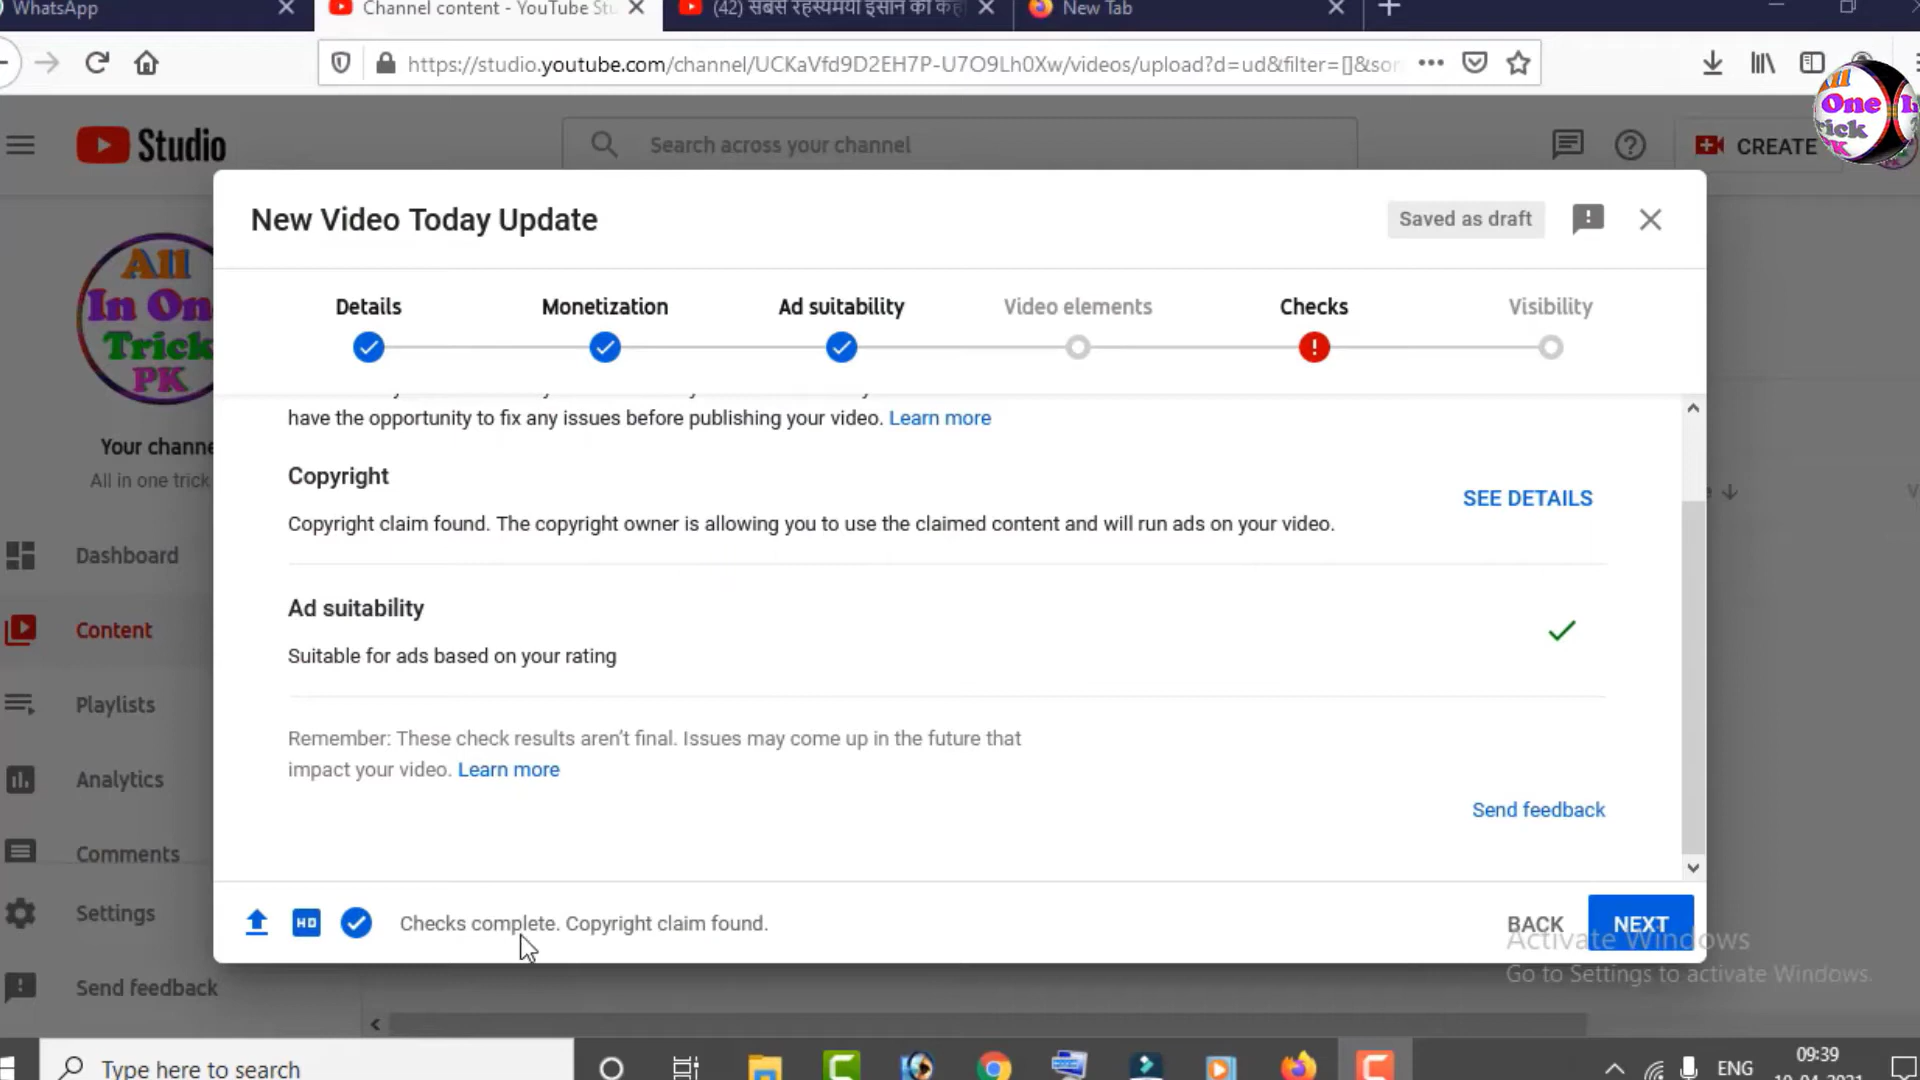 WhatsApp
Channel content - YouTube Stu
(42) सबसे रहस्यमयी इंसान की कह
New Tab
https://studio.youtube.com/channel/UCKaVfd9D2EH7P-U7O9Lh0Xw/videos/upload?d=ud&filter=[]&sor
Studio
Search across your channel
CREATE
All
One
Trick
PK
New Video Today Update
Saved as draft
Details
Monetization
Ad suitability
Video elements
Checks
Visibility
All
In One
Trick
PK
Your channe
All in one trick
have the opportunity to fix any issues before publishing your video. Learn more
Copyright
SEE DETAILS
Copyright claim found. The copyright owner is allowing you to use the claimed content and will run ads on your video.
Ad suitability
Suitable for ads based on your rating
Remember: These check results aren't final. Issues may come up in the future that
impact your video. Learn more
Send feedback
Dashboard
Content
Playlists
Analytics
Comments
Settings
Send feedback
HD
Checks complete. Copyright claim found.
BACK
NEXT
Activate Windows
Go to Settings to activate Windows.
Type here to search
ENG
09:39